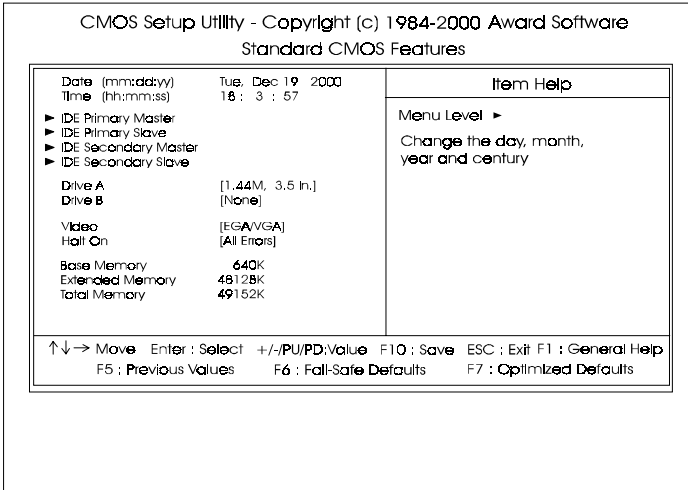 CMOS Setup Utility - Copyright (c) 1984-2000 Award Software
Standard CMOS Features
Date (mm:dd:yy) Tue, Dec 19 2000
Time (hh:mm:ss) 18 : 3 : 57
► IDE Primary Master
► IDE Primary Slave
► IDE Secondary Master
► IDE Secondary Slave
Drive A [1.44M, 3.5 in.]
Drive B [None]
Video [EGA/VGA]
Halt On [All Errors]
Base Memory 640K
Extended Memory 48128K
Total Memory 49152K
Item Help
Menu Level ►
Change the day, month,
year and century
↑↓→ Move Enter : Select +/-/PU/PD:Value F10 : Save ESC : Exit F1 : General Help
F5 : Previous Values F6 : Fail-Safe Defaults F7 : Optimized Defaults